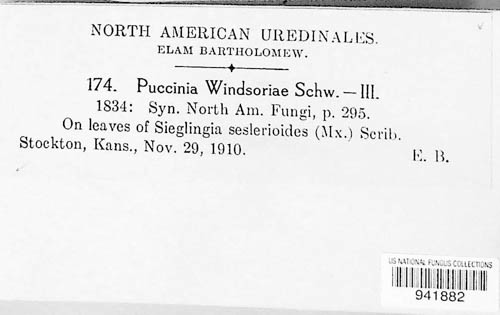 NORTH AMERICAN UREDINALES.
ELAM BARTHOLOMEW.
174. Puccinia Windsoriae Schw. — III.
1834: Syn. North Am. Fungi, p. 295.
On leaves of Sieglingia seslerioides (Mx.) Scrib.
Stockton, Kans., Nov. 29, 1910. E. B.
US NATIONAL FUNGUS COLLECTIONS
941882